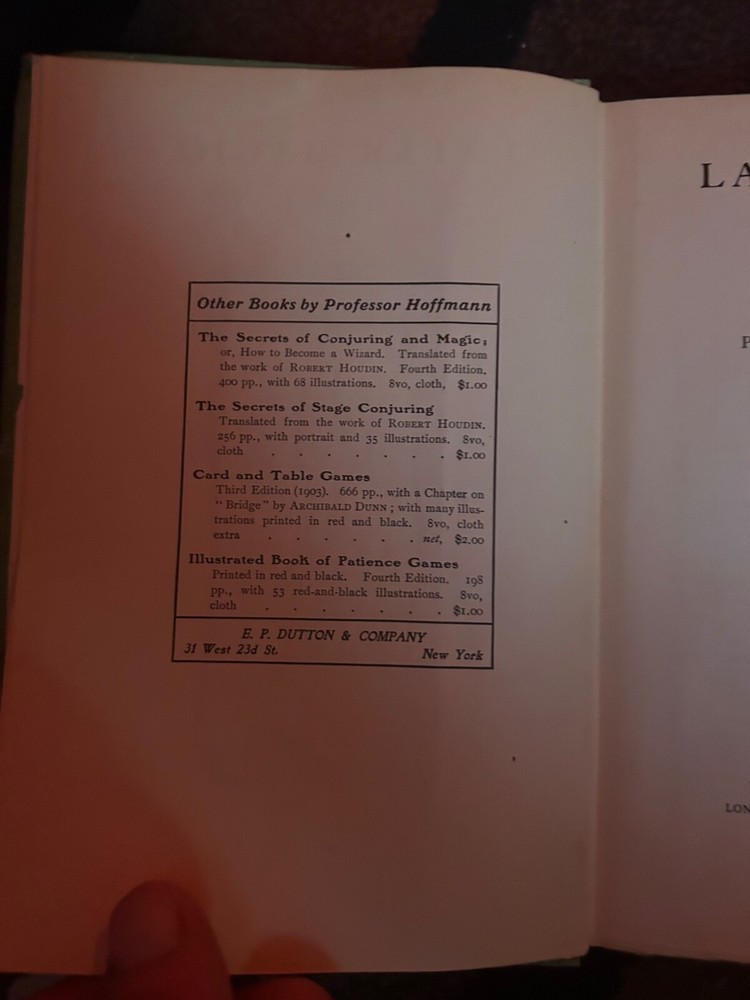 Other Books by Professor Hoffmann
The Secrets of Conjuring and Magic;
or, How to Become a Wizard. Translated from
the work of ROBERT HOUDIN. Fourth Edition.
400 pp., with 68 illustrations. 8vo, cloth, $1.00
The Secrets of Stage Conjuring
Translated from the work of ROBERT HOUDIN.
256 pp., with portrait and 35 illustrations. 8vo,
cloth . . . . . . . $1.00
Card and Table Games
Third Edition (1903). 666 pp., with a Chapter on
"Bridge" by ARCHIBALD DUNN; with many illus-
trations printed in red and black. 8vo, cloth
extra . . . . . . net, $2.00
Illustrated Book of Patience Games
Printed in red and black. Fourth Edition. 198
pp., with 53 red-and-black illustrations. 8vo,
cloth . . . . . . . $1.00
E. P. DUTTON & COMPANY
31 West 23d St. New York
LA
P
LON